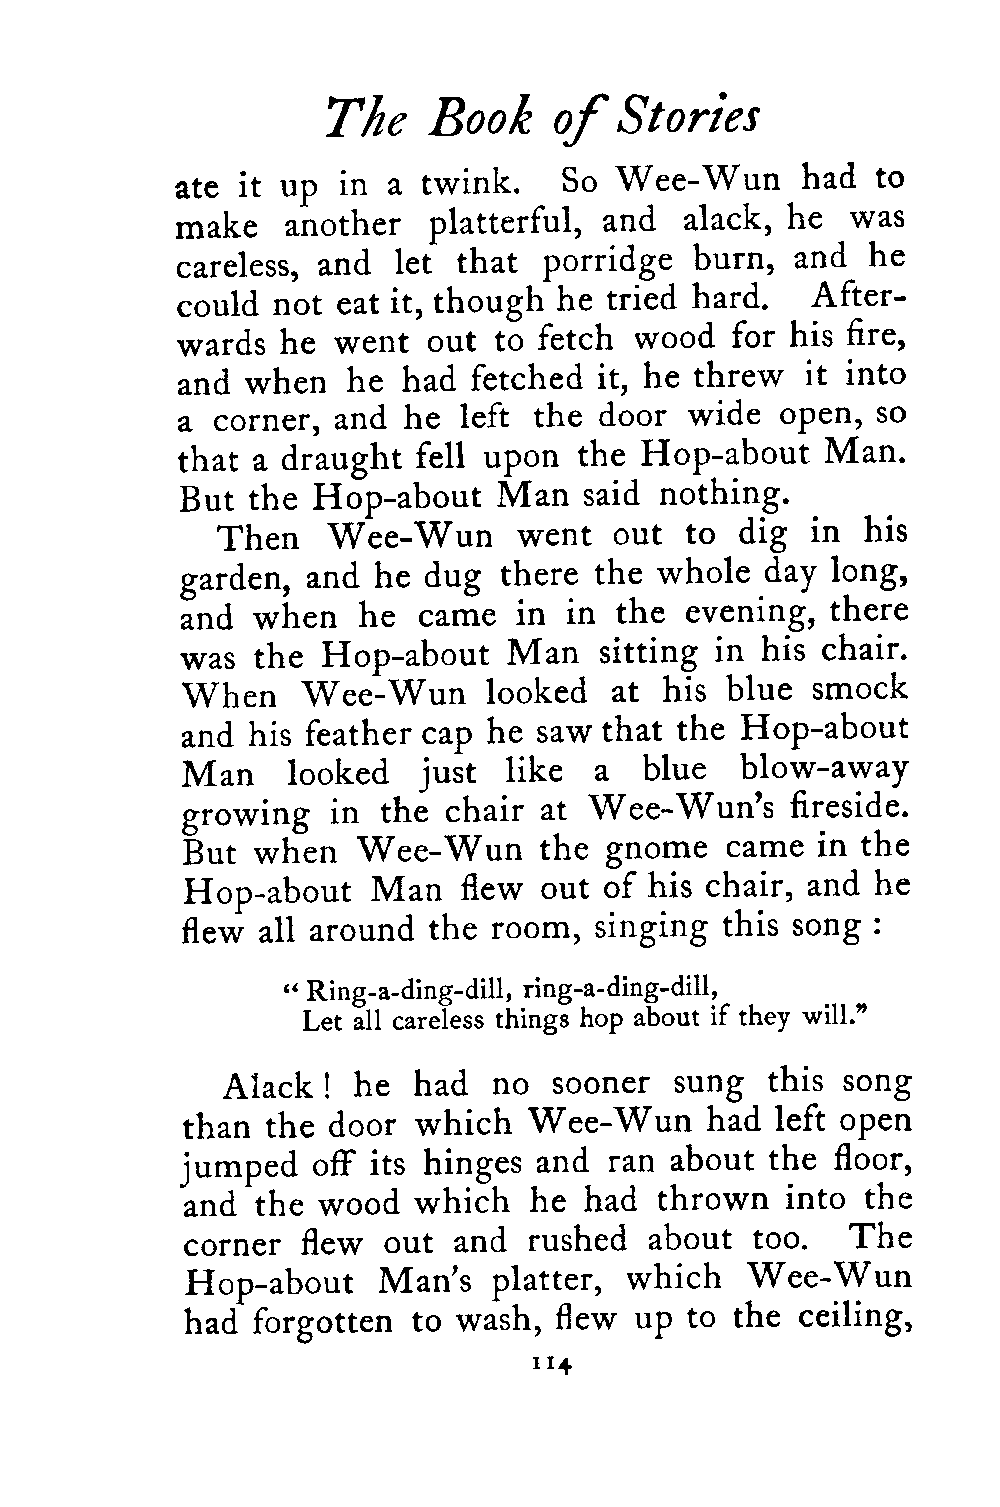 The Book of Stories
ate it up in a twink. So Wee-Wun had to
make another platterful, and alack, he was
careless, and let that porridge burn, and he
could not eat it, though he tried hard. After-
wards he went out to fetch wood for his fire,
and when he had fetched it, he threw it into
a corner, and he left the door wide open, so
that a draught fell upon the Hop-about Man.
But the Hop-about Man said nothing.
Then Wee-Wun went out to dig in his
garden, and he dug there the whole day long,
and when he came in in the evening, there
was the Hop-about Man sitting in his chair.
When Wee-Wun looked at his blue smock
and his feather cap he saw that the Hop-about
Man looked just like a blue blow-away
growing in the chair at Wee-Wun's fireside.
But when Wee-Wun the gnome came in the
Hop-about Man flew out of his chair, and he
flew all around the room, singing this song :
“ Ring-a-ding-dill, ring-a-ding-dill,
Let all careless things hop about if they will.”
Alack ! he had no sooner sung this song
than the door which Wee-Wun had left open
jumped off its hinges and ran about the floor,
and the wood which he had thrown into the
corner flew out and rushed about too. The
Hop-about Man's platter, which Wee-Wun
had forgotten to wash, flew up to the ceiling,
114